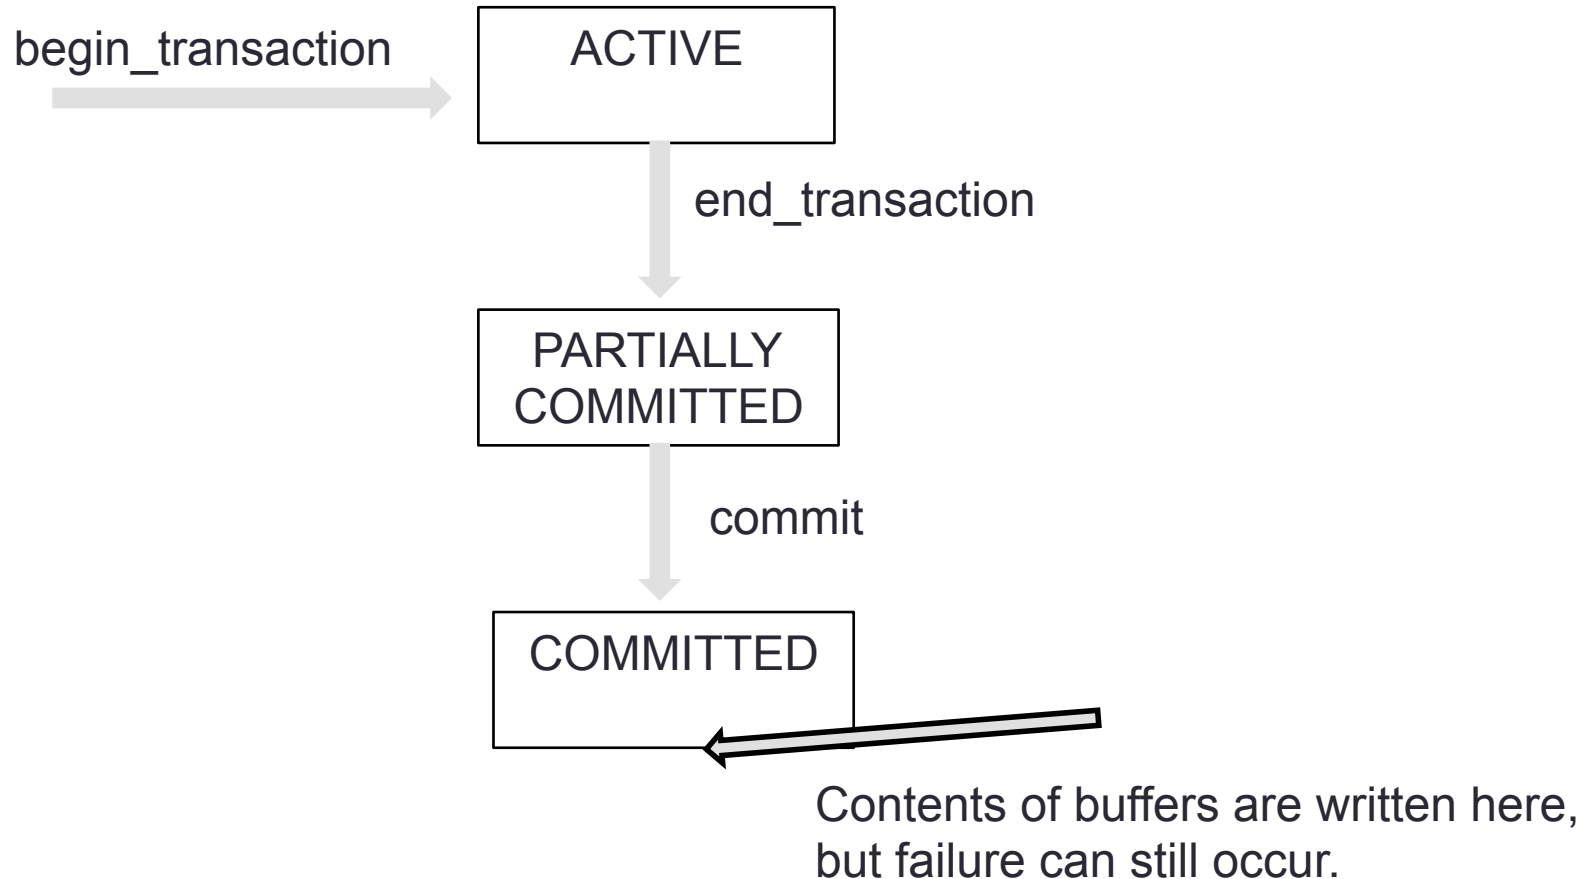 begin_transaction
ACTIVE
end_transaction
PARTIALLY
COMMITTED
commit
COMMITTED
Contents of buffers are written here,
but failure can still occur.